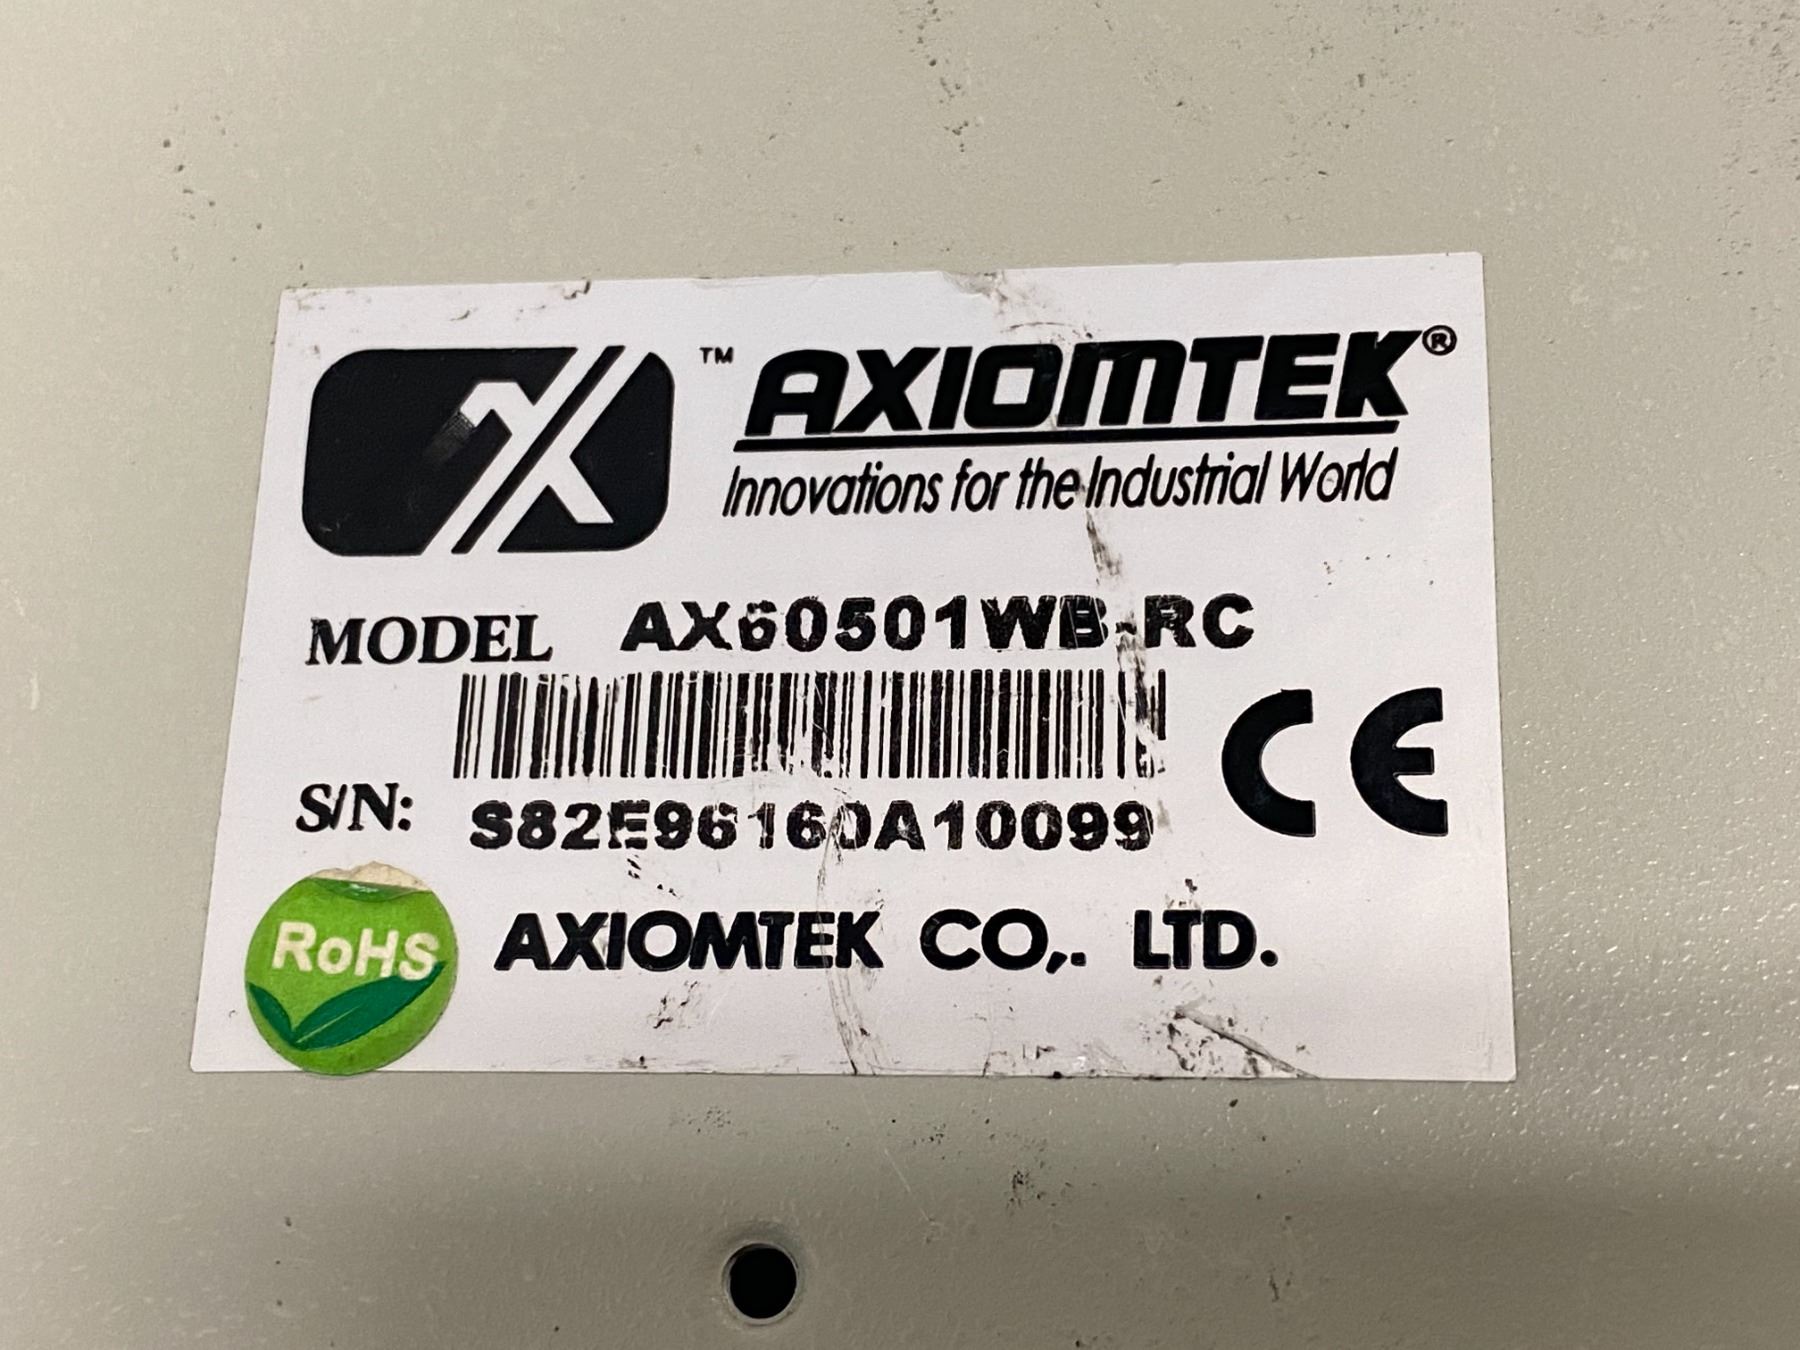 ™ AXIOMTEK®
Innovations for the Industrial World
MODEL AX60501WB-RC
S/N: S82E96160A10099
CE
RoHS
AXIOMTEK CO,. LTD.